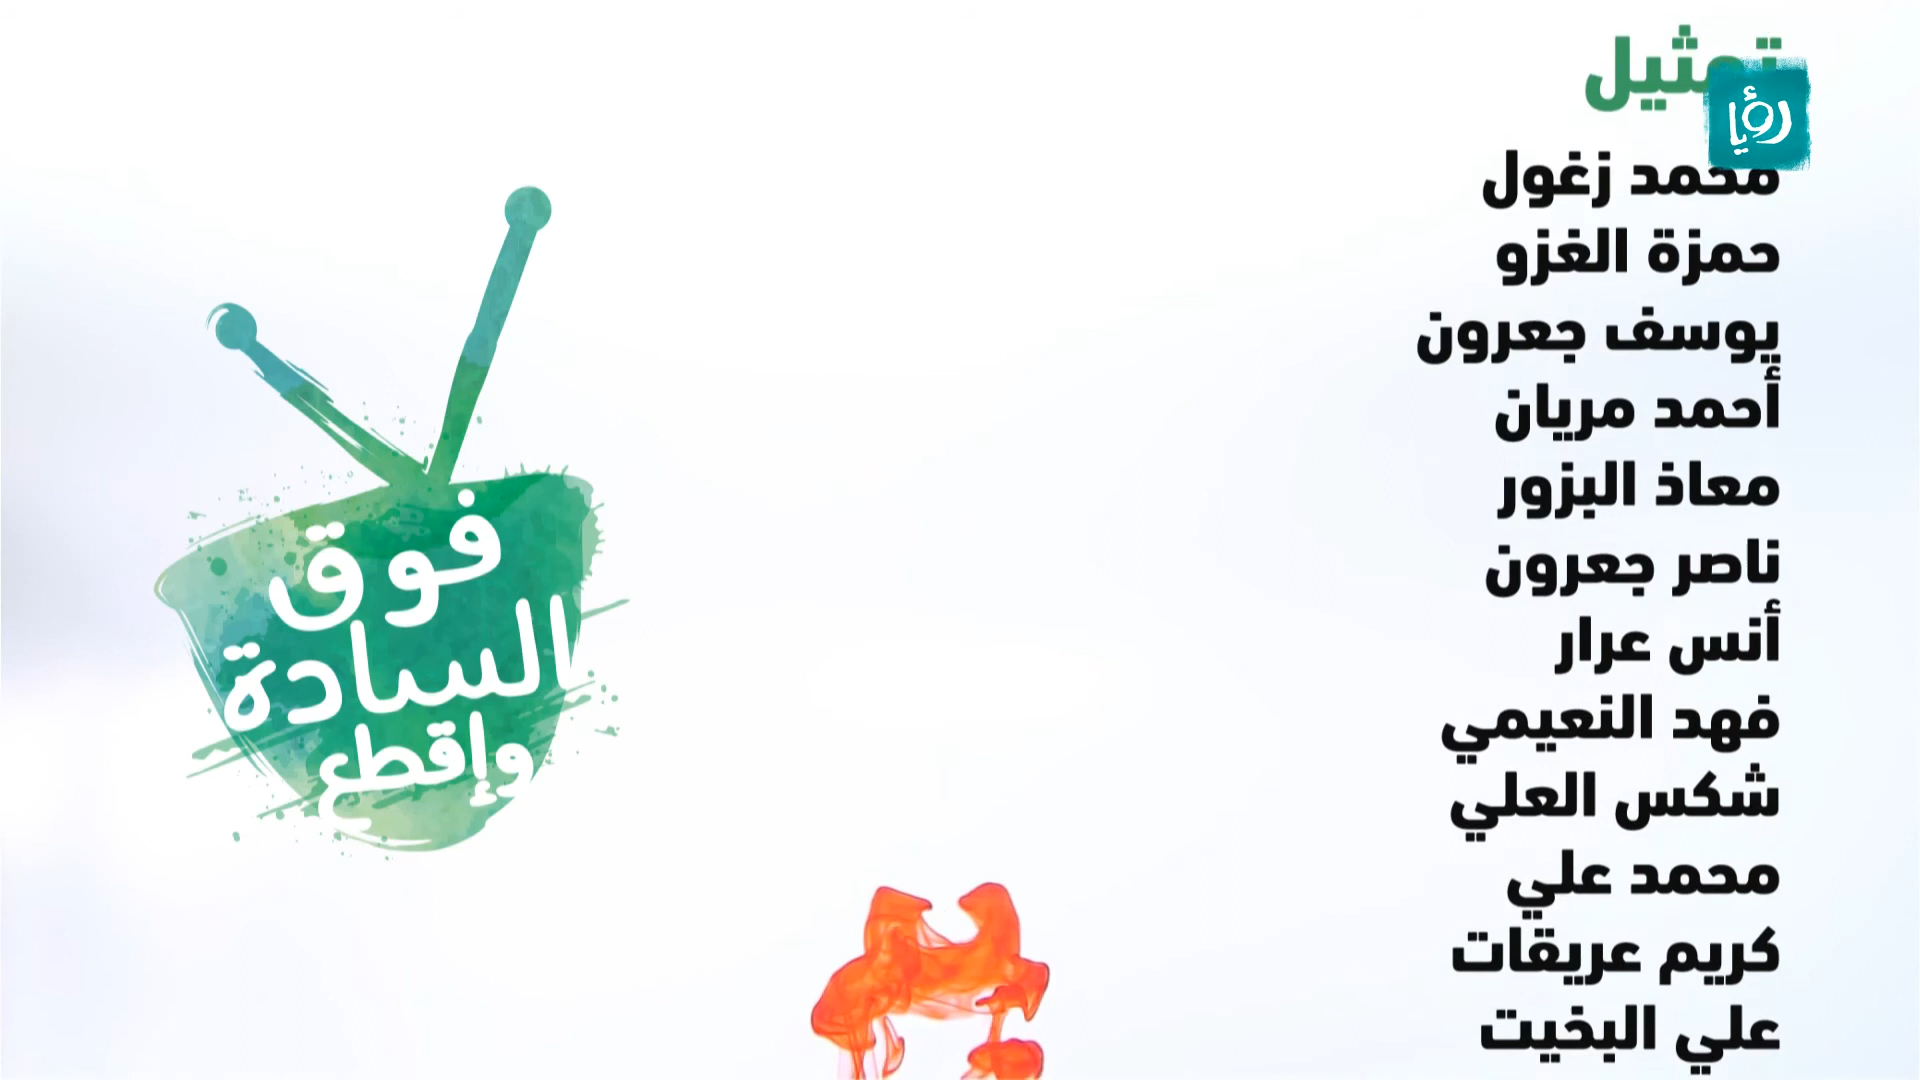 تمثيل
رؤيا
محمد زغول
حمزة الغزو
يوسف جعرون
أحمد مريان
معاذ البزور
ناصر جعرون
أنس عرار
فهد النعيمي
شكس العلي
محمد علي
كريم عريقات
علي البخيت
فوق
السادة
وإقطع